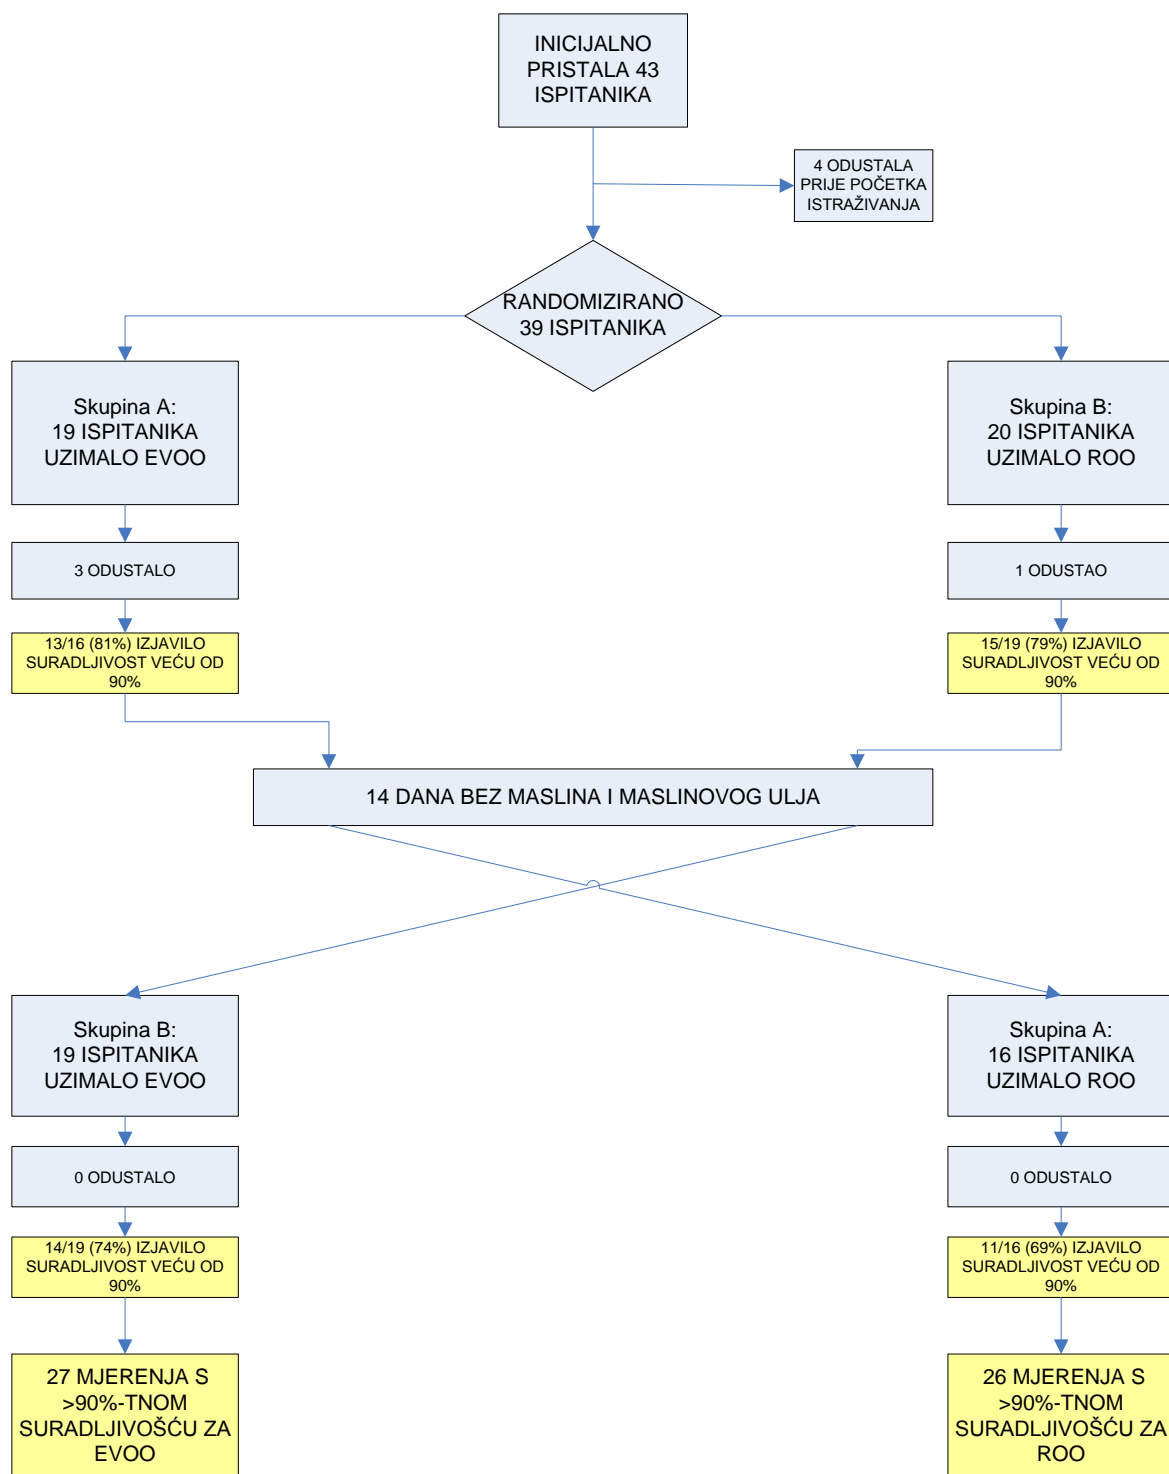 INICIJALNO
PRISTALA 43
ISPITANIKA
4 ODUSTALA
PRIJE POČETKA
ISTRAŽIVANJA
RANDOMIZIRANO
39 ISPITANIKA
Skupina A:
19 ISPITANIKA
UZIMALO EVOO
Skupina B:
20 ISPITANIKA
UZIMALO ROO
3 ODUSTALO
1 ODUSTAO
13/16 (81%) IZJAVILO
SURADLJIVOST VEĆU OD
90%
15/19 (79%) IZJAVILO
SURADLJIVOST VEĆU OD
90%
14 DANA BEZ MASLINA I MASLINOVOG ULJA
Skupina B:
19 ISPITANIKA
UZIMALO EVOO
Skupina A:
16 ISPITANIKA
UZIMALO ROO
0 ODUSTALO
0 ODUSTALO
14/19 (74%) IZJAVILO
SURADLJIVOST VEĆU OD
90%
11/16 (69%) IZJAVILO
SURADLJIVOST VEĆU OD
90%
27 MJERENJA S
>90%-TNOM
SURADLJIVOŠĆU ZA
EVOO
26 MJERENJA S
>90%-TNOM
SURADLJIVOŠĆU ZA
ROO